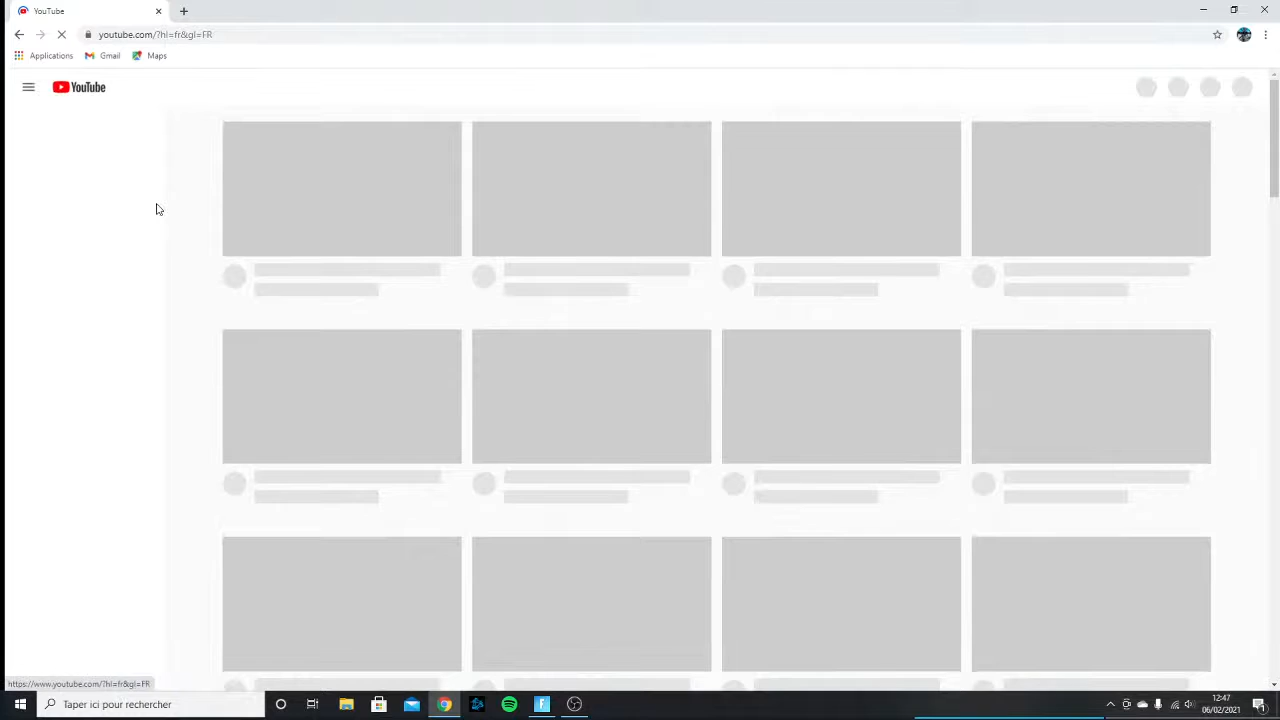 YouTube
youtube.com/?hl=fr&gl=FR
Applications Gmail Maps
YouTube
https://www.youtube.com/?hl=fr&gl=FR
Taper ici pour rechercher
12:47
06/02/2021